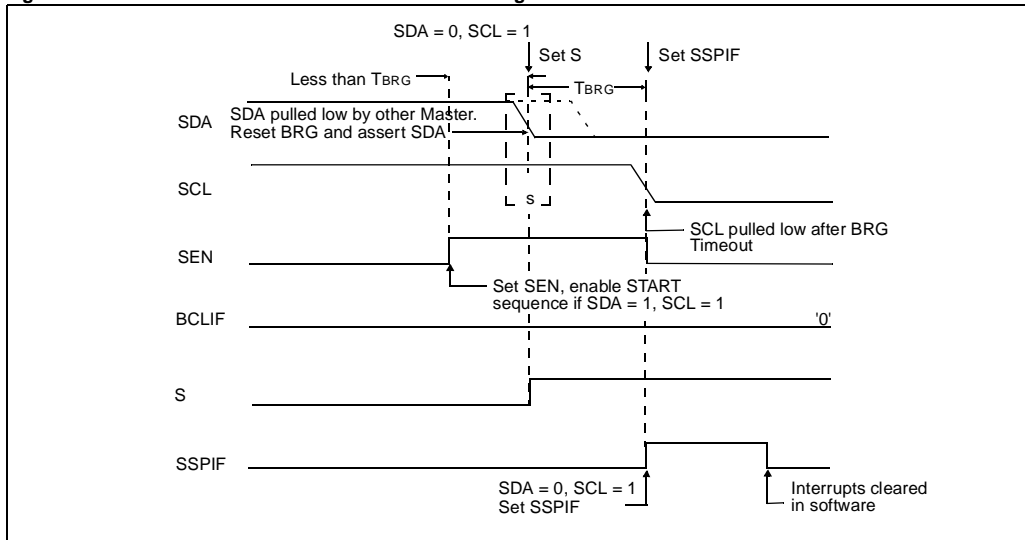 SDA = 0, SCL = 1
Set S
Set SSPIF
Less than TBRG
TBRG
SDA
SDA pulled low by other Master.
Reset BRG and assert SDA
SCL
S
SCL pulled low after BRG
Timeout
SEN
Set SEN, enable START
sequence if SDA = 1, SCL = 1
BCLIF
'0'
S
SSPIF
SDA = 0, SCL = 1
Set SSPIF
Interrupts cleared
in software